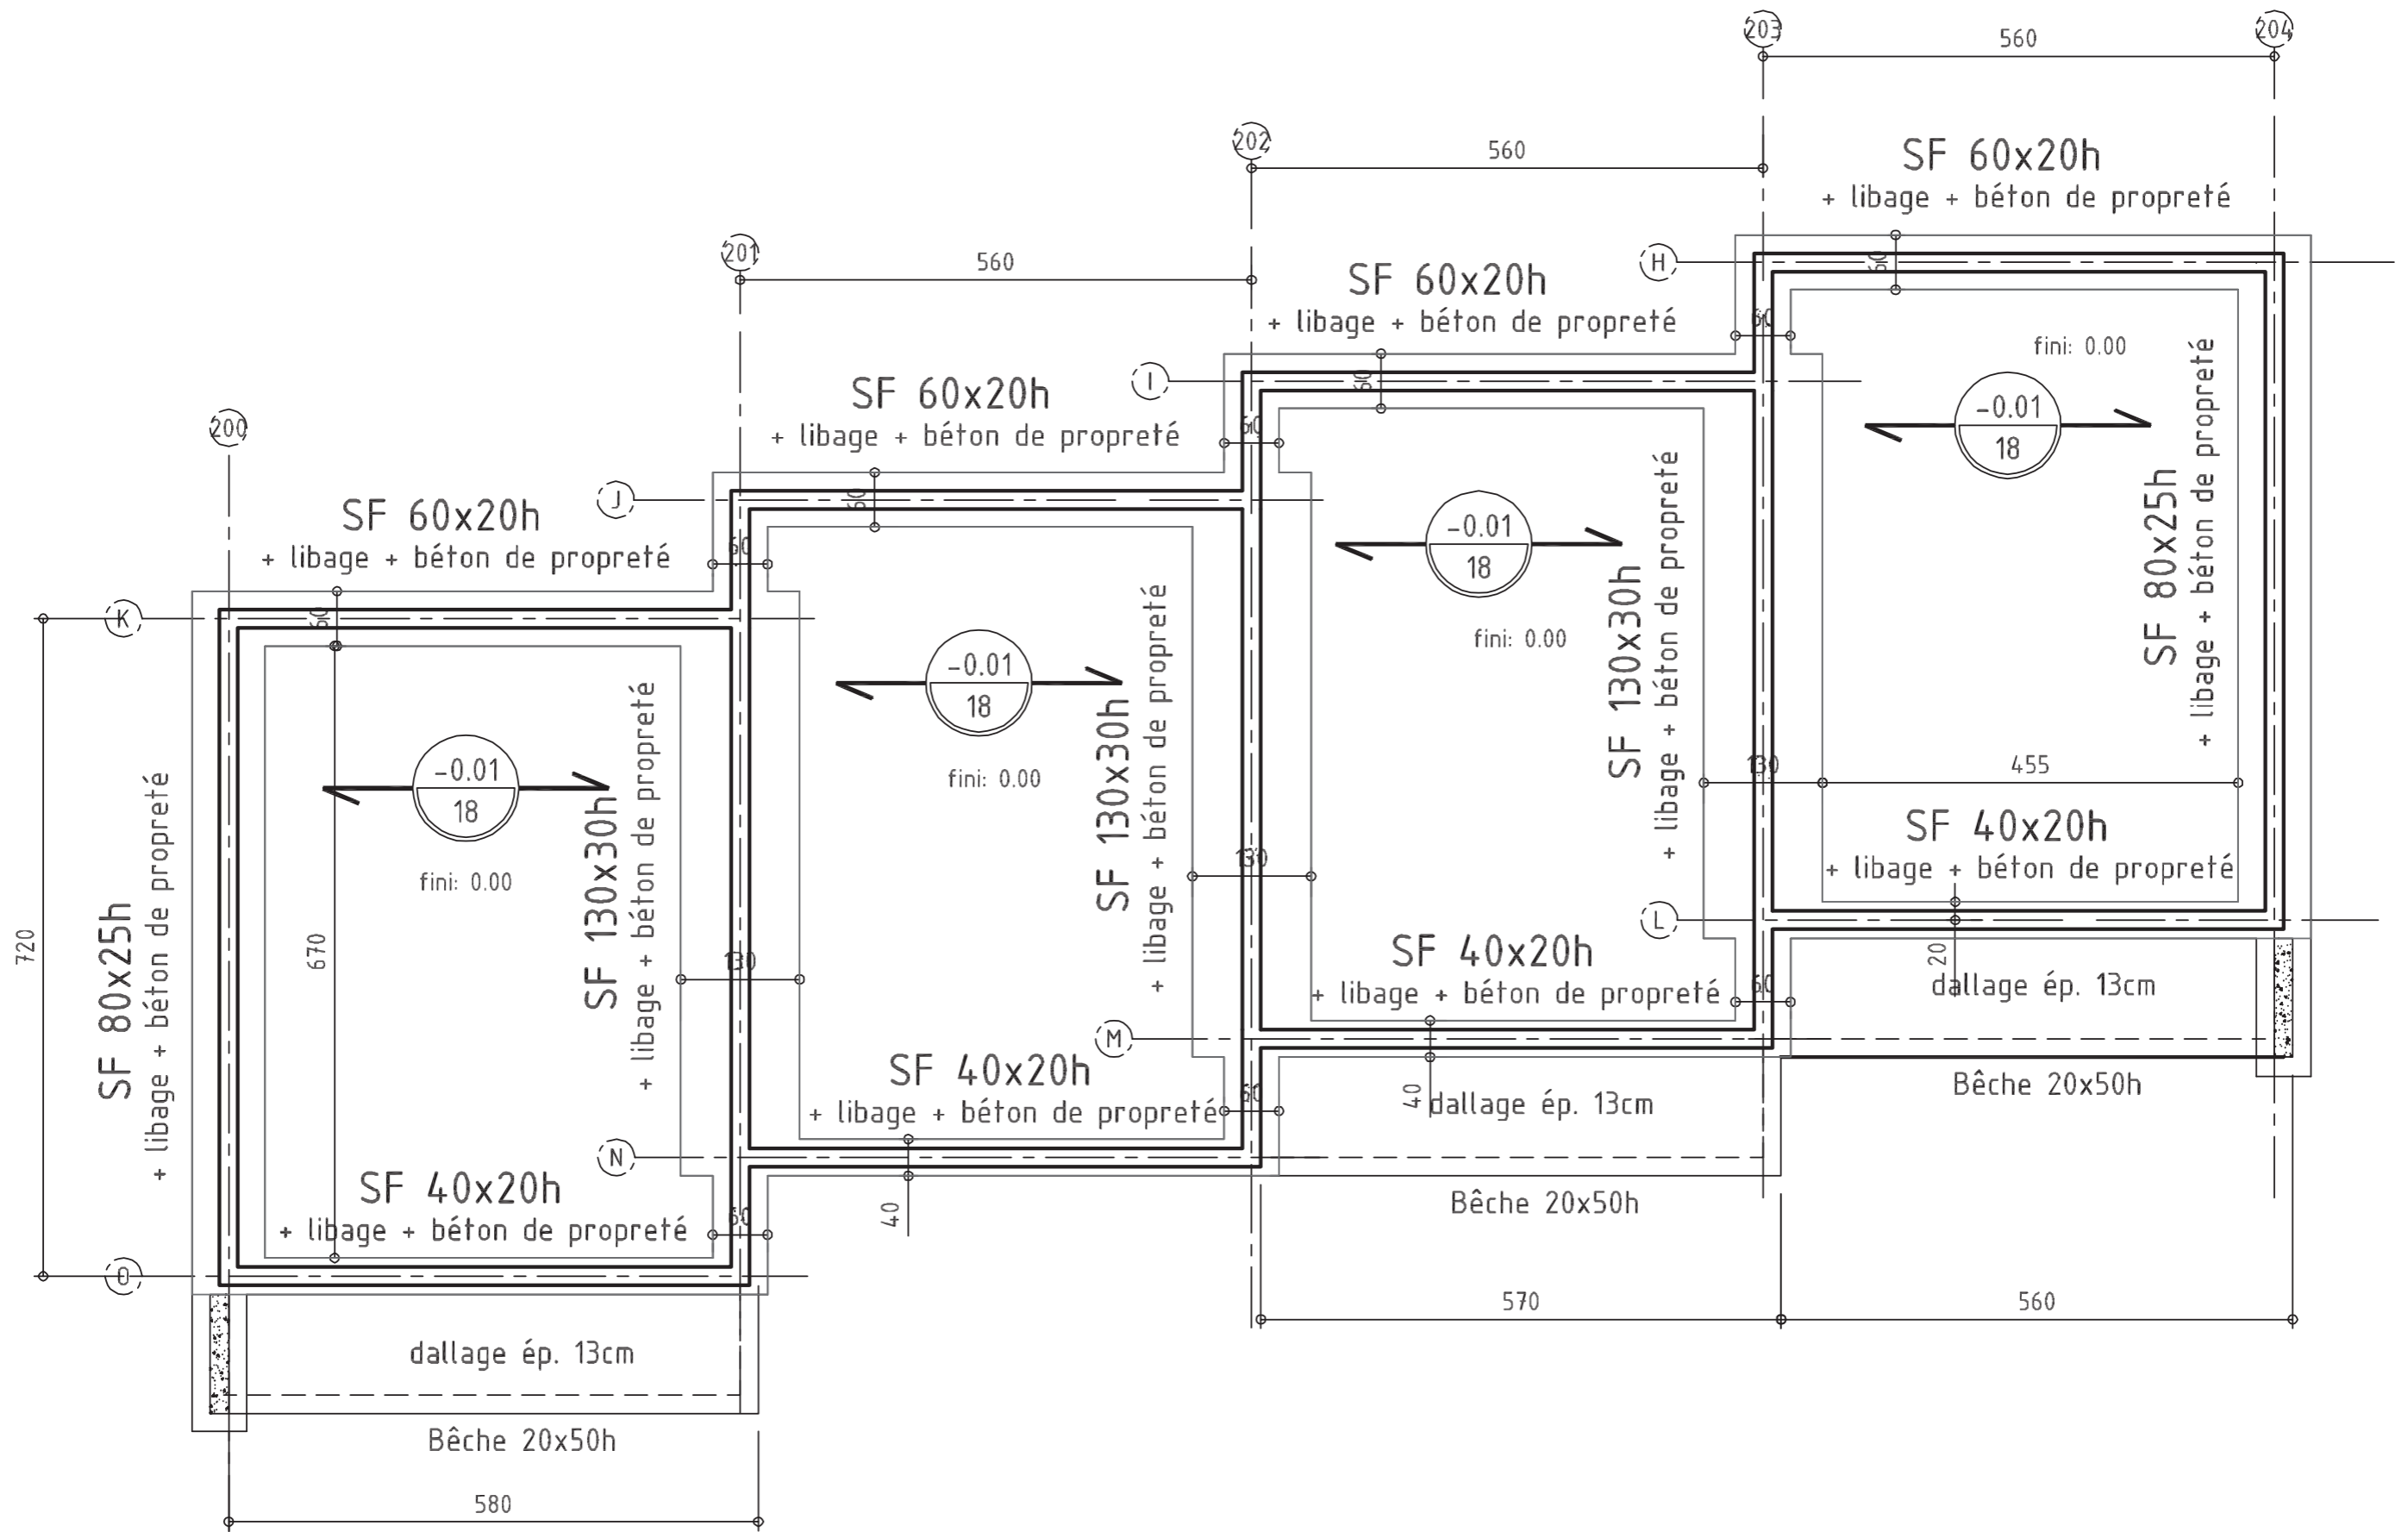 203
204
560
202
560
SF 60x20h
+ libage + béton de propreté
201
560
SF 60x20h
+ libage + béton de propreté
H
60
60
fini: 0.00
SF 60x20h
+ libage + béton de propreté
I
60
60
-0.01
18
SF 80x25h
+ libage + béton de propreté
200
SF 60x20h
+ libage + béton de propreté
J
60
60
-0.01
18
fini: 0.00
SF 130x30h
+ libage + béton de propreté
K
60
-0.01
18
fini: 0.00
SF 130x30h
+ libage + béton de propreté
-0.01
18
fini: 0.00
SF 130x30h
+ libage + béton de propreté
130
455
SF 40x20h
+ libage + béton de propreté
130
L
20
SF 80x25h
+ libage + béton de propreté
720
670
130
SF 40x20h
+ libage + béton de propreté
60
dallage ép. 13cm
M
SF 40x20h
+ libage + béton de propreté
60
40
dallage ép. 13cm
Bêche 20x50h
N
SF 40x20h
+ libage + béton de propreté
60
40
Bêche 20x50h
O
570
560
dallage ép. 13cm
Bêche 20x50h
580